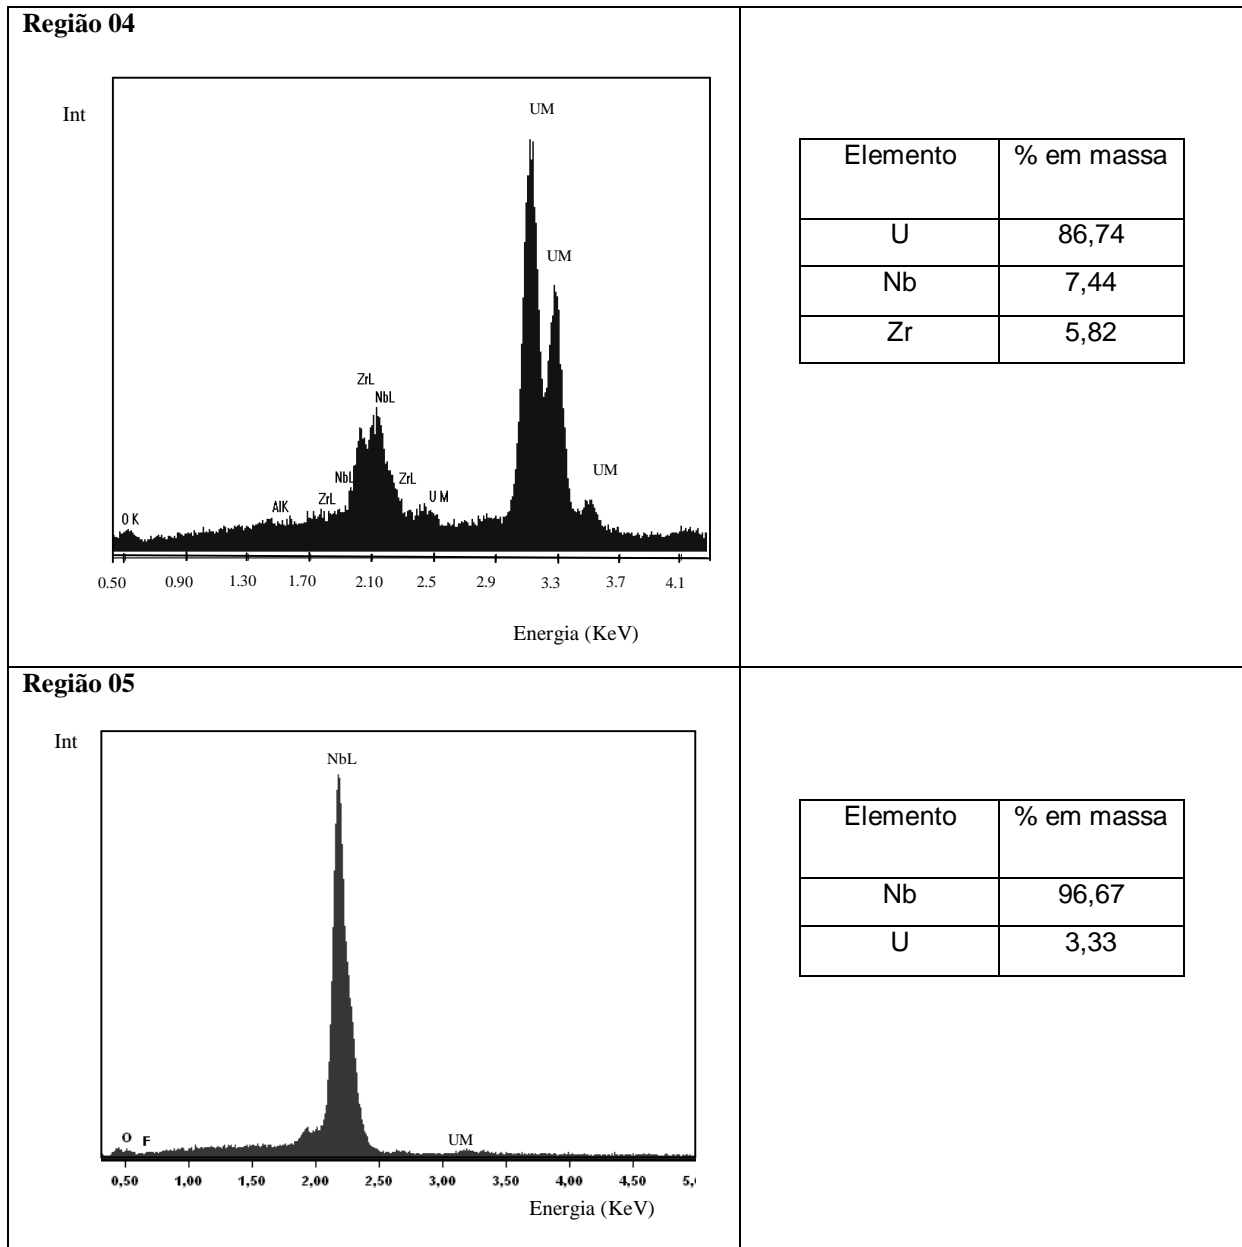 Região 04
Int
UM
UM
UM
ZrL
NbL
NbL
ZrL
ZrL
U M
AlK
O K
0.50 0.90 1.30 1.70 2.10 2.5 2.9 3.3 3.7 4.1
Energia (KeV)
Elemento % em massa
U 86,74
Nb 7,44
Zr 5,82
Região 05
Int
NbL
O F
UM
0,50 1,00 1,50 2,00 2,50 3,00 3,50 4,00 4,50 5,
Energia (KeV)
Elemento % em massa
Nb 96,67
U 3,33